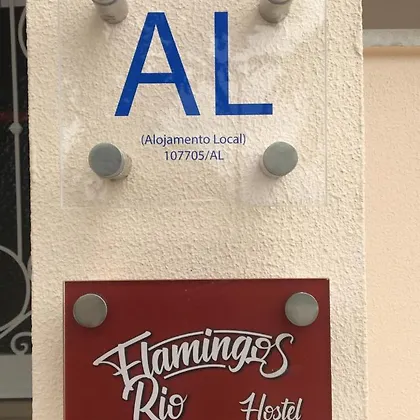 AL
(Alojamento Local)
107705/AL
Flamingos
Rio Hostel